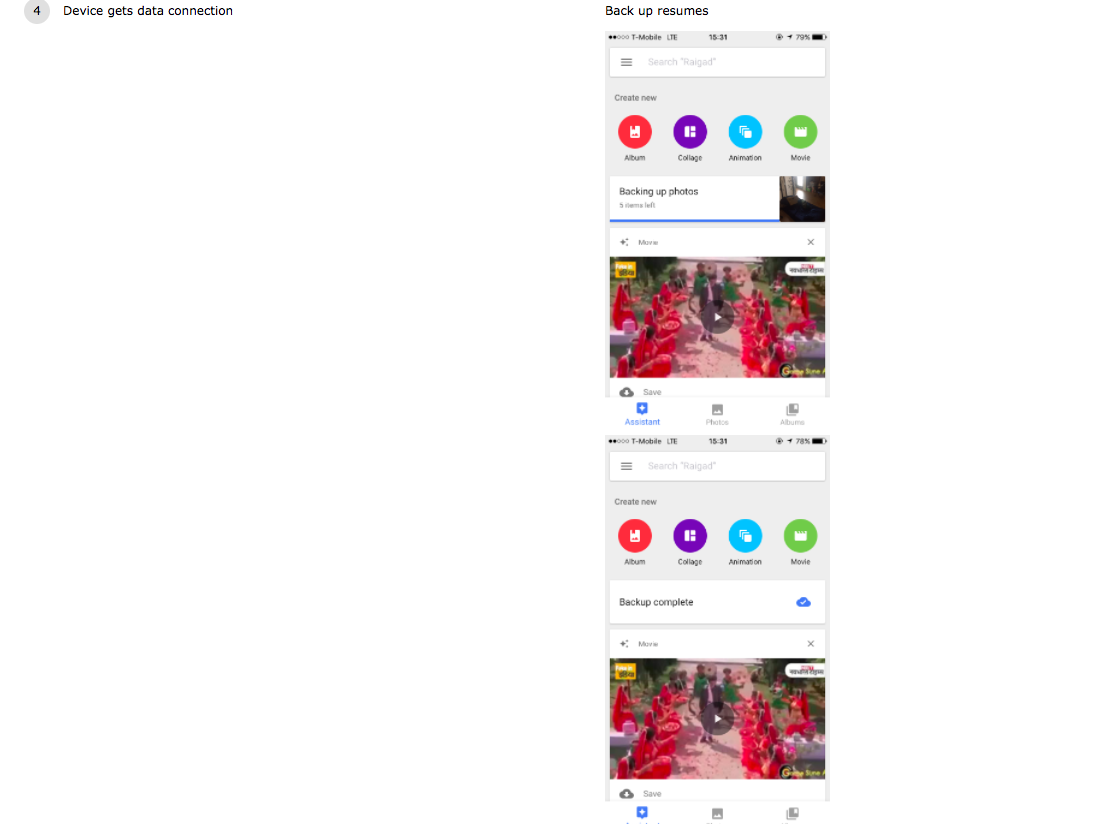 4 Device gets data connection
Back up resumes
T-Mobile LTE 15:31 79%
Search "Raigad"
Create new
Album Collage Animation Movie
Backing up photos
5 items left
Movie
Save
Assistant Photos Albums
T-Mobile LTE 15:31 78%
Search "Raigad"
Create new
Album Collage Animation Movie
Backup complete
Movie
Save